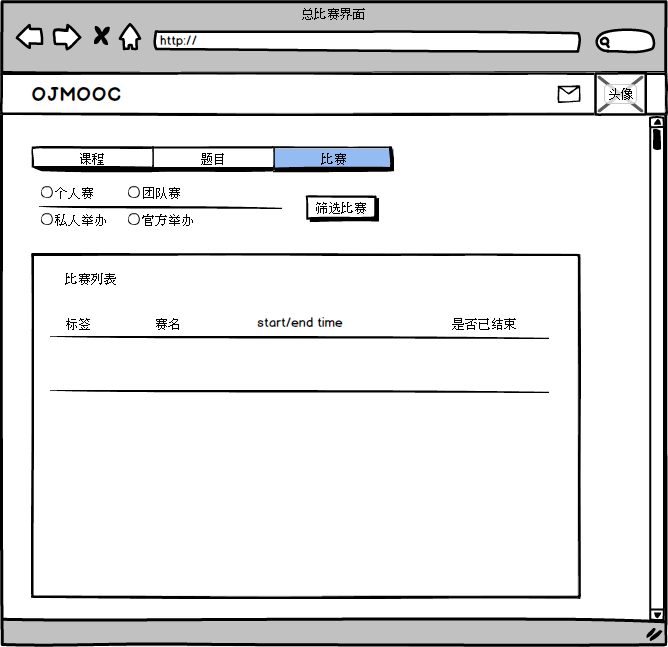 总比赛界面
http://
OJMOOC
头像
课程 题目 比赛
个人赛 团队赛
私人举办 官方举办
筛选比赛
比赛列表
标签 赛名 start/end time 是否已结束